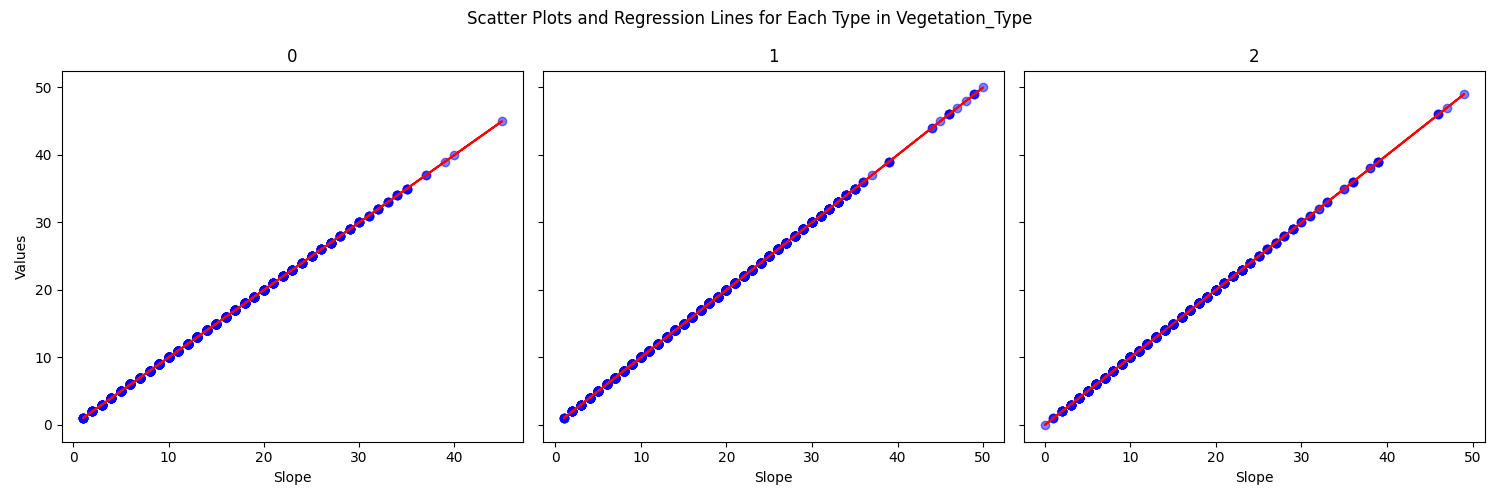 Scatter Plots and Regression Lines for Each Type in Vegetation_Type
0
1
2
Values
50
40
30
20
10
0
0 10 20 30 40
0 10 20 30 40 50
0 10 20 30 40 50
Slope
Slope
Slope